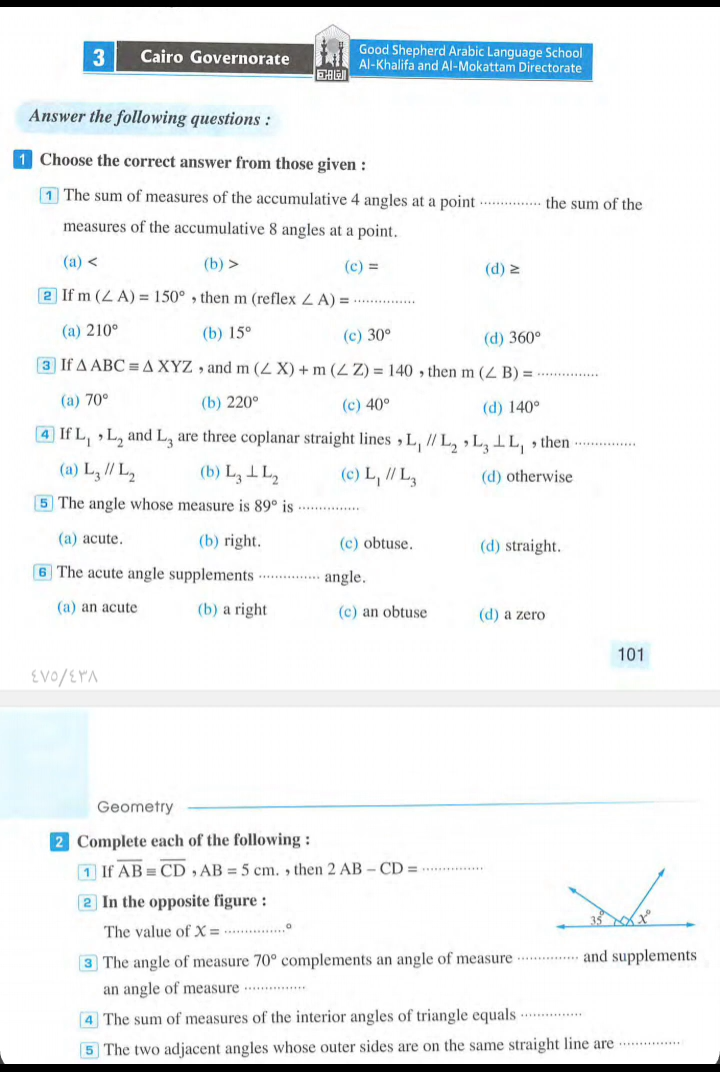 3 Cairo Governorate
Good Shepherd Arabic Language School
Al-Khalifa and Al-Mokattam Directorate
Answer the following questions :
1 Choose the correct answer from those given :
1 The sum of measures of the accumulative 4 angles at a point ............... the sum of the
measures of the accumulative 8 angles at a point.
(a) < (b) > (c) = (d) ≥
2 If m (∠ A) = 150° , then m (reflex ∠ A) = ...............
(a) 210° (b) 15° (c) 30° (d) 360°
3 If Δ ABC ≡ Δ XYZ , and m (∠ X) + m (∠ Z) = 140 , then m (∠ B) = ...............
(a) 70° (b) 220° (c) 40° (d) 140°
4 If L₁ , L₂ and L₃ are three coplanar straight lines , L₁ // L₂ , L₃ ⊥ L₁ , then ...............
(a) L₃ // L₂ (b) L₃ ⊥ L₂ (c) L₁ // L₃ (d) otherwise
5 The angle whose measure is 89° is ...............
(a) acute. (b) right. (c) obtuse. (d) straight.
6 The acute angle supplements ............... angle.
(a) an acute (b) a right (c) an obtuse (d) a zero
101
٤٧٥/٤٣٨
Geometry
2 Complete each of the following :
1 If A̅B̅ ≡ C̅D̅ , AB = 5 cm. , then 2 AB – CD = ...............
2 In the opposite figure :
The value of X = ...............°
35° X°
3 The angle of measure 70° complements an angle of measure ............... and supplements
an angle of measure ...............
4 The sum of measures of the interior angles of triangle equals ...............
5 The two adjacent angles whose outer sides are on the same straight line are ...............